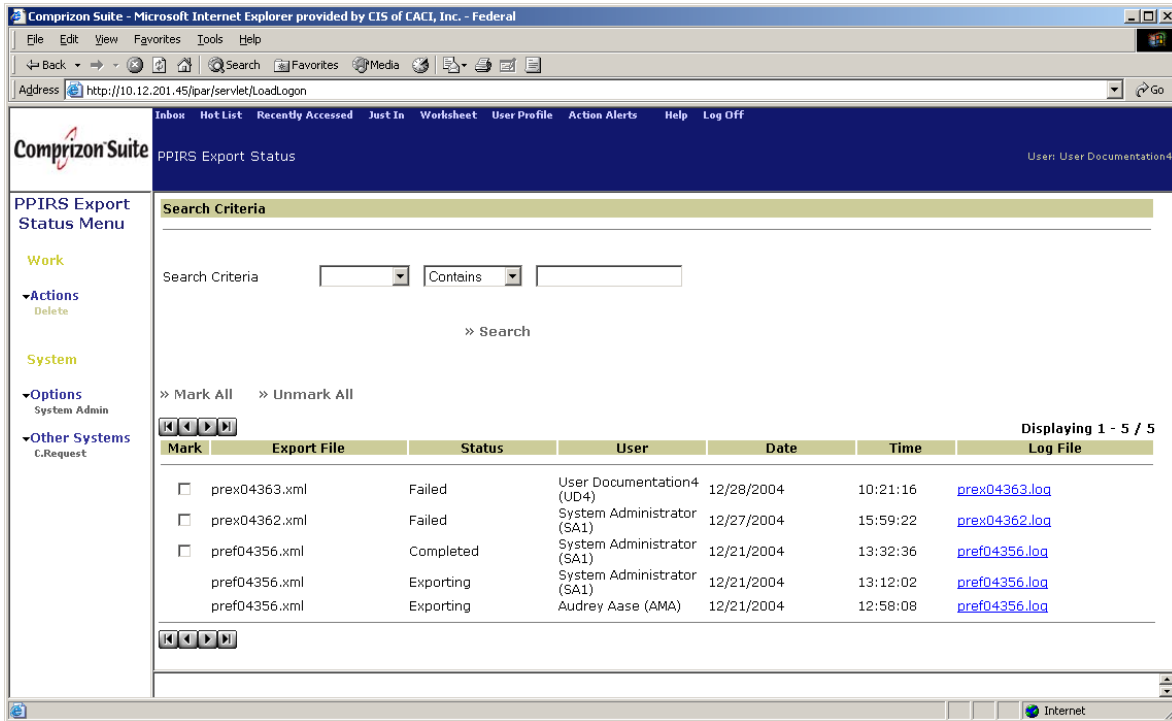 Comprizon Suite - Microsoft Internet Explorer provided by CIS of CACI, Inc. - Federal
File Edit View Favorites Tools Help
Back Search Favorites Media
Address http://10.12.201.45/ipar/servlet/LoadLogon Go
Inbox Hot List Recently Accessed Just In Worksheet User Profile Action Alerts Help Log Off
Comprizon Suite
PPIRS Export Status
User: User Documentation4
PPIRS Export
Status Menu
Work
Actions
Delete
System
Options
System Admin
Other Systems
C.Request
Search Criteria
Search Criteria Contains
» Search
» Mark All » Unmark All
Displaying 1 - 5 / 5
Mark Export File Status User Date Time Log File
prex04363.xml Failed User Documentation4 (UD4) 12/28/2004 10:21:16 prex04363.log
prex04362.xml Failed System Administrator (SA1) 12/27/2004 15:59:22 prex04362.log
pref04356.xml Completed System Administrator (SA1) 12/21/2004 13:32:36 pref04356.log
pref04356.xml Exporting System Administrator (SA1) 12/21/2004 13:12:02 pref04356.log
pref04356.xml Exporting Audrey Aase (AMA) 12/21/2004 12:58:08 pref04356.log
Internet